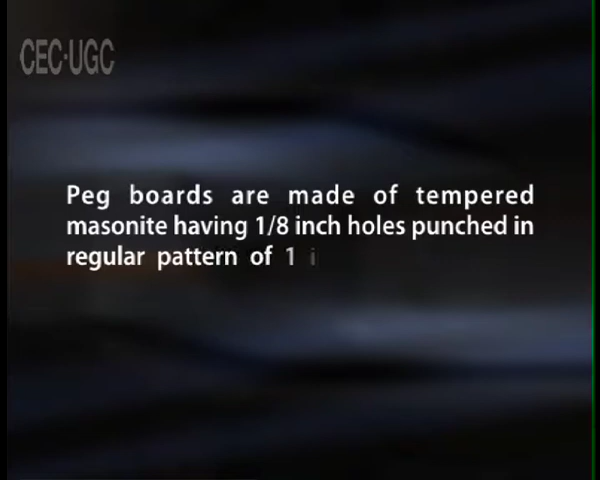 CEC-UGC
Peg boards are made of tempered
masonite having 1/8 inch holes punched in
regular pattern of 1 i